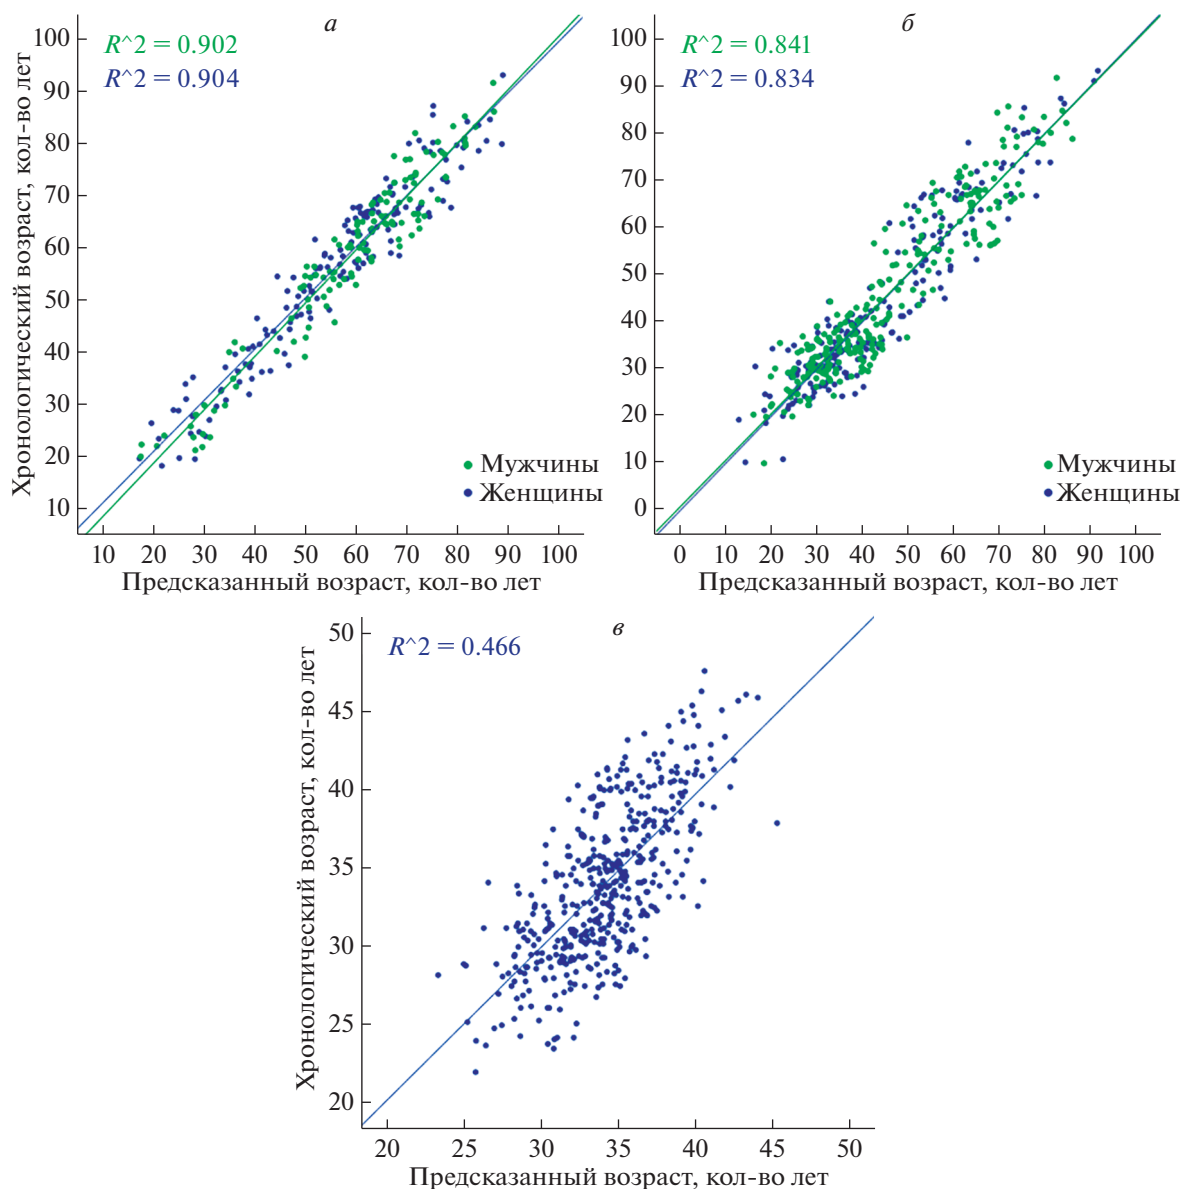 а
R^2 = 0.902
R^2 = 0.904
Хронологический возраст, кол-во лет
100
90
80
70
60
50
40
30
20
10
Мужчины
Женщины
10 20 30 40 50 60 70 80 90 100
Предсказанный возраст, кол-во лет
б
R^2 = 0.841
R^2 = 0.834
100
90
80
70
60
50
40
30
20
10
0
Мужчины
Женщины
0 10 20 30 40 50 60 70 80 90 100
Предсказанный возраст, кол-во лет
в
R^2 = 0.466
Хронологический возраст, кол-во лет
50
45
40
35
30
25
20
20 25 30 35 40 45 50
Предсказанный возраст, кол-во лет